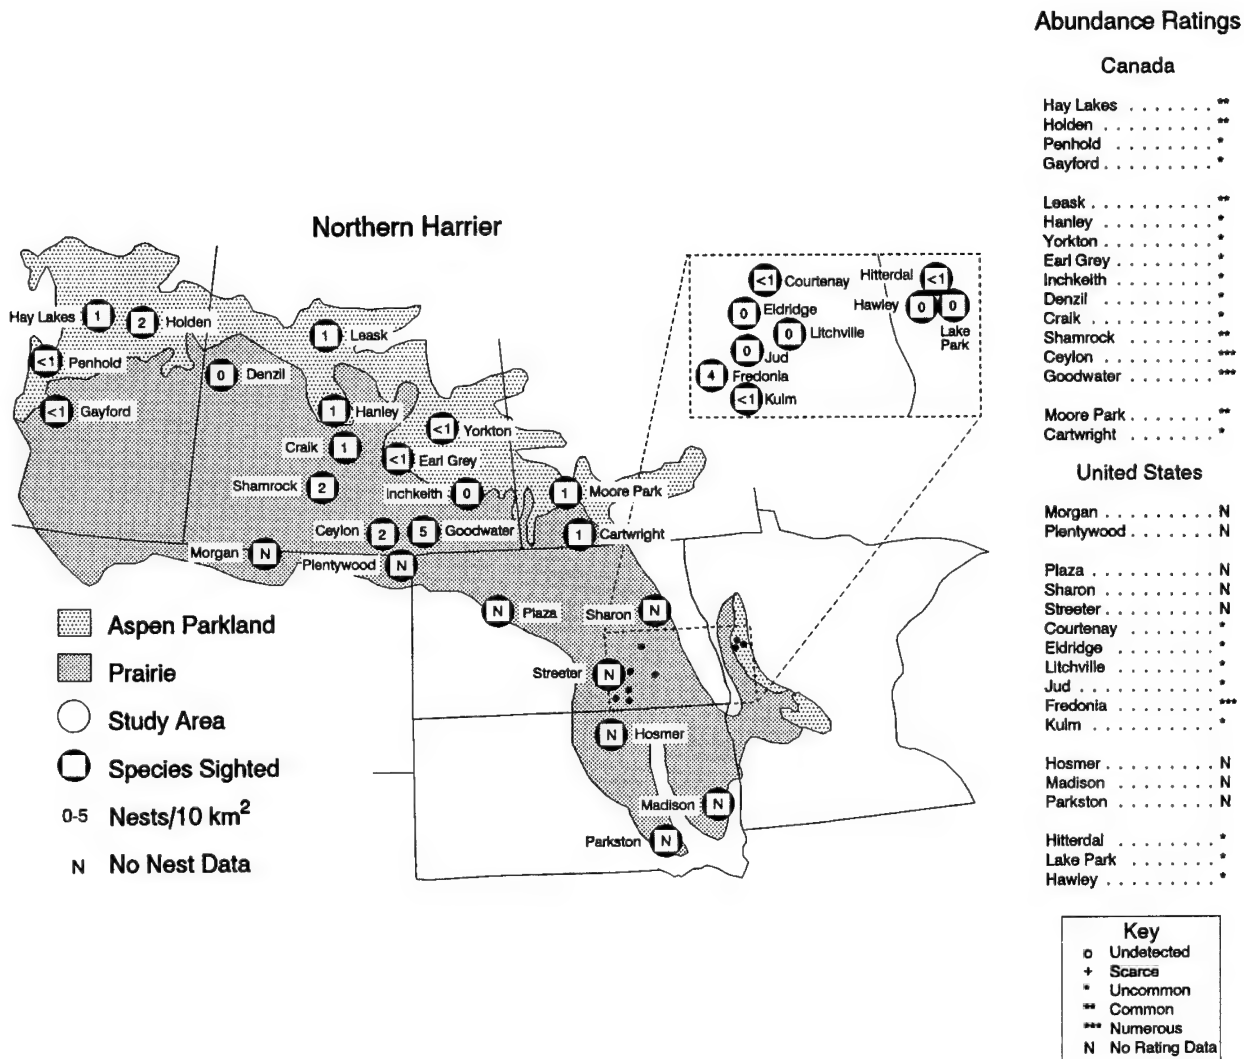 Abundance Ratings
Canada
Hay Lakes . . . . . . . **
Holden . . . . . . . . . **
Penhold . . . . . . . . *
Gayford . . . . . . . . *
Leask . . . . . . . . . . **
Hanley . . . . . . . . . *
Yorkton . . . . . . . . *
Earl Grey . . . . . . . *
Inchkeith . . . . . . . *
Denzil . . . . . . . . . *
Craik . . . . . . . . . . *
Shamrock . . . . . . **
Ceylon . . . . . . . . . ***
Goodwater . . . . . . ***
Moore Park . . . . . . **
Cartwright . . . . . . . *
United States
Morgan . . . . . . . . . N
Plentywood . . . . . . N
Plaza . . . . . . . . . . N
Sharon . . . . . . . . . N
Streeter . . . . . . . . N
Courtenay . . . . . . . *
Eldridge . . . . . . . . *
Litchville . . . . . . . *
Jud . . . . . . . . . . . *
Fredonia . . . . . . . ***
Kulm . . . . . . . . . . *
Hosmer . . . . . . . . N
Madison . . . . . . . . N
Parkston . . . . . . . N
Hitterdal . . . . . . . . *
Lake Park . . . . . . . *
Hawley . . . . . . . . . *
Key
o Undetected
+ Scarce
* Uncommon
** Common
*** Numerous
N No Rating Data
Northern Harrier
Hay Lakes 1
2 Holden
<1 Penhold
<1 Gayford
0 Denzil
1 Leask
1 Hanley
Craik 1
<1 Yorkton
<1 Earl Grey
Shamrock 2
Inchkeith 0
1 Moore Park
Ceylon 2
5 Goodwater
1 Cartwright
Morgan N
Plentywood N
N Plaza
Sharon N
Streeter N
N Hosmer
Madison N
Parkston N
<1 Courtenay
Hitterdal <1
0 Eldridge
Hawley 0
0 Lake
Park
0 Litchville
0 Jud
4 Fredonia
<1 Kulm
Aspen Parkland
Prairie
Study Area
Species Sighted
0-5 Nests/10 km²
N No Nest Data